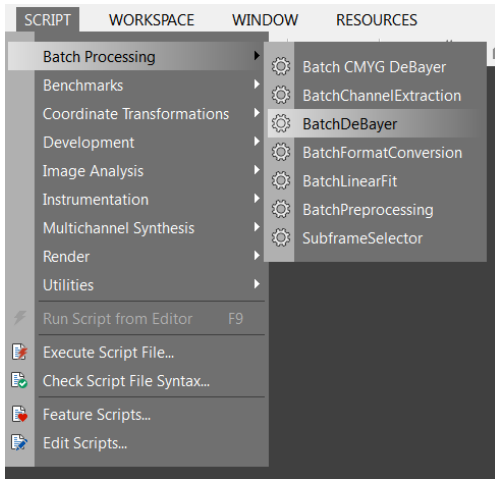 SCRIPT WORKSPACE WINDOW RESOURCES
Batch Processing
Benchmarks
Coordinate Transformations
Development
Image Analysis
Instrumentation
Multichannel Synthesis
Render
Utilities
Run Script from Editor F9
Execute Script File...
Check Script File Syntax...
Feature Scripts...
Edit Scripts...
Batch CMYG DeBayer
BatchChannelExtraction
BatchDeBayer
BatchFormatConversion
BatchLinearFit
BatchPreprocessing
SubframeSelector